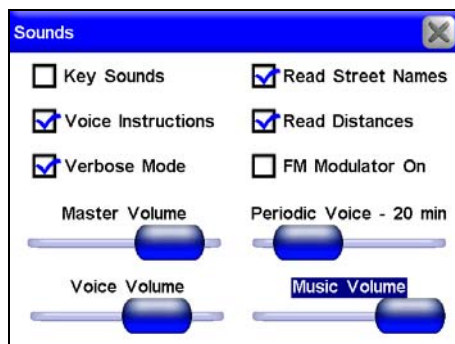 Sounds
Key Sounds
Read Street Names
Voice Instructions
Read Distances
Verbose Mode
FM Modulator On
Master Volume
Periodic Voice - 20 min
Voice Volume
Music Volume